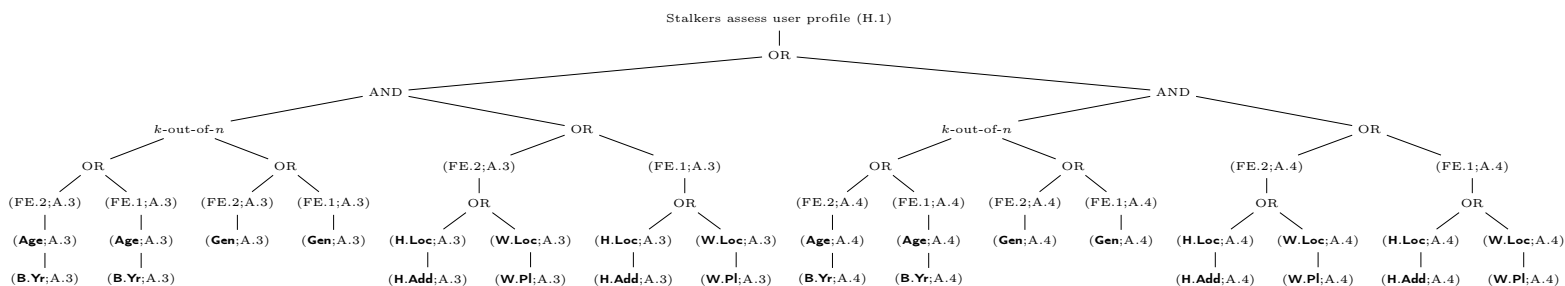 Stalkers assess user profile (H.1)
OR
AND AND
k-out-of-n OR k-out-of-n OR
OR OR (FE.2;A.3) (FE.1;A.3) OR OR (FE.2;A.4) (FE.1;A.4)
(FE.2;A.3) (FE.1;A.3) (FE.2;A.3) (FE.1;A.3) OR OR (FE.2;A.4) (FE.1;A.4) (FE.2;A.4) (FE.1;A.4) OR OR
(Age;A.3) (Age;A.3) (Gen;A.3) (Gen;A.3) (H.Loc;A.3) (W.Loc;A.3) (H.Loc;A.3) (W.Loc;A.3) (Age;A.4) (Age;A.4) (Gen;A.4) (Gen;A.4) (H.Loc;A.4) (W.Loc;A.4) (H.Loc;A.4) (W.Loc;A.4)
(B.Yr;A.3) (B.Yr;A.3) (H.Add;A.3) (W.Pl;A.3) (H.Add;A.3) (W.Pl;A.3) (B.Yr;A.4) (B.Yr;A.4) (H.Add;A.4) (W.Pl;A.4) (H.Add;A.4) (W.Pl;A.4)